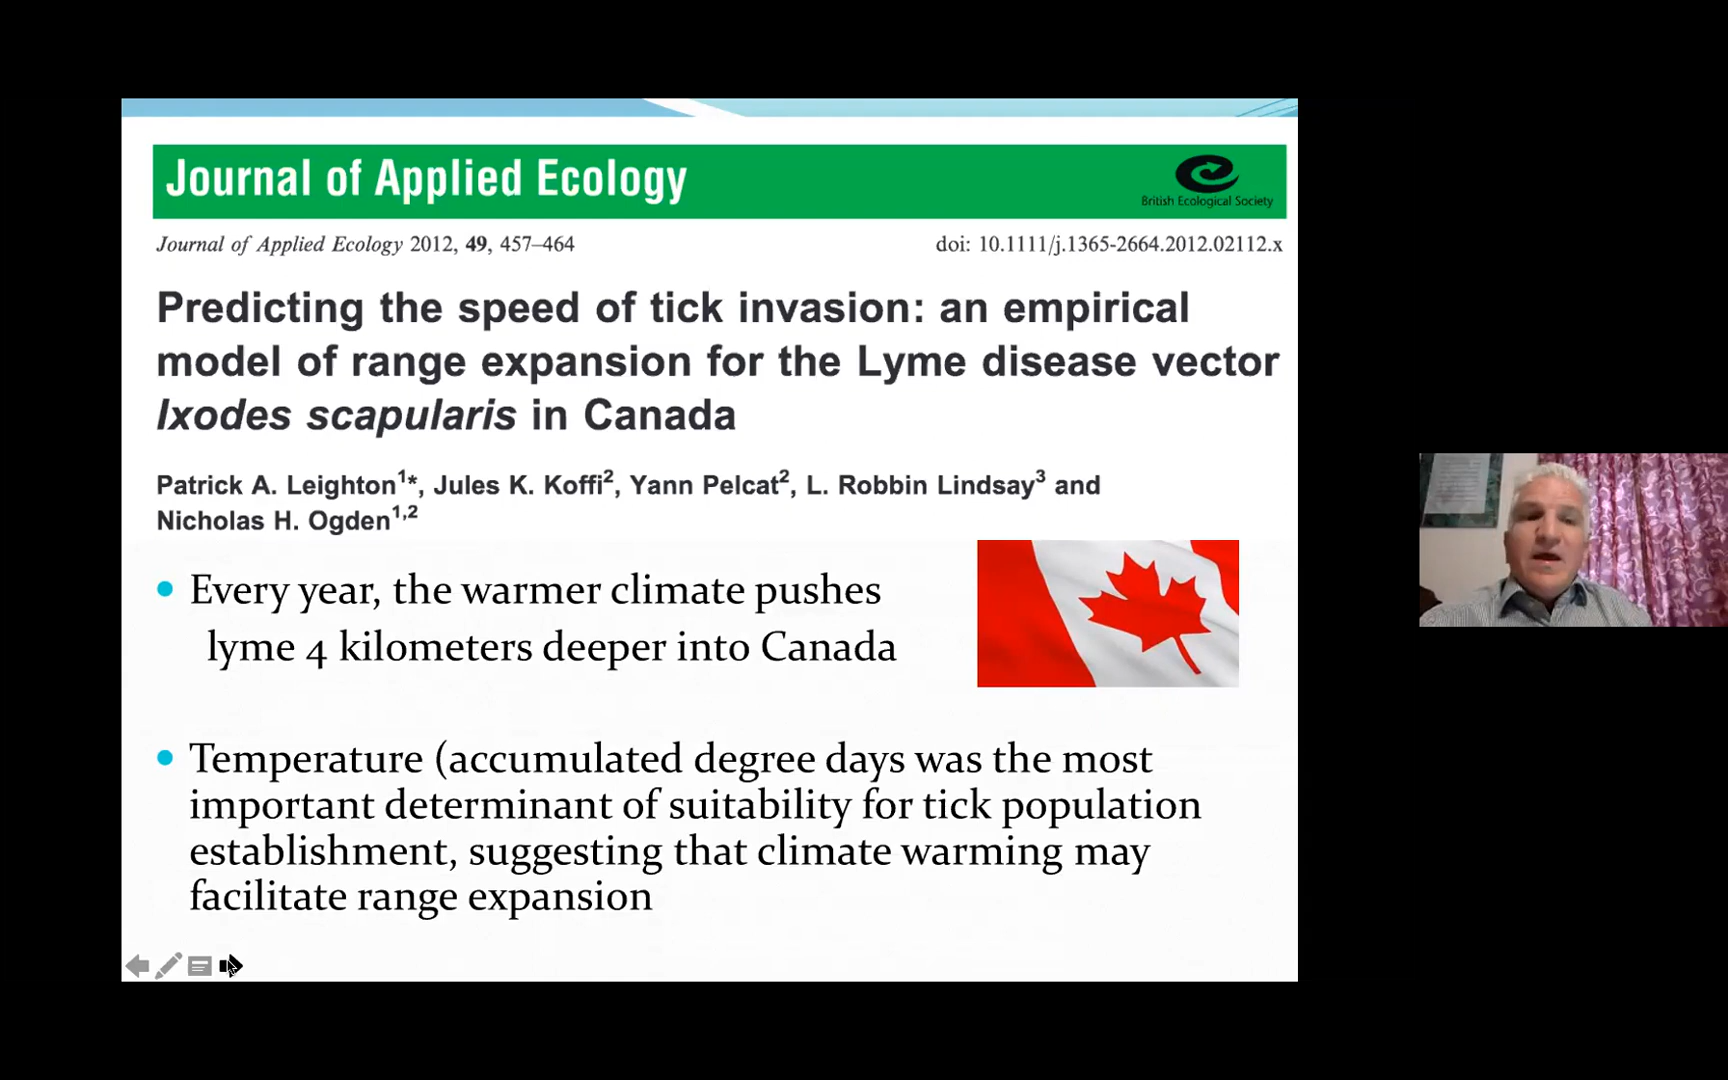 Journal of Applied Ecology
British Ecological Society
Journal of Applied Ecology 2012, 49, 457–464
doi: 10.1111/j.1365-2664.2012.02112.x
Predicting the speed of tick invasion: an empirical
model of range expansion for the Lyme disease vector
Ixodes scapularis in Canada
Patrick A. Leighton1*, Jules K. Koffi2, Yann Pelcat2, L. Robbin Lindsay3 and
Nicholas H. Ogden1,2
• Every year, the warmer climate pushes
lyme 4 kilometers deeper into Canada
• Temperature (accumulated degree days was the most
important determinant of suitability for tick population
establishment, suggesting that climate warming may
facilitate range expansion